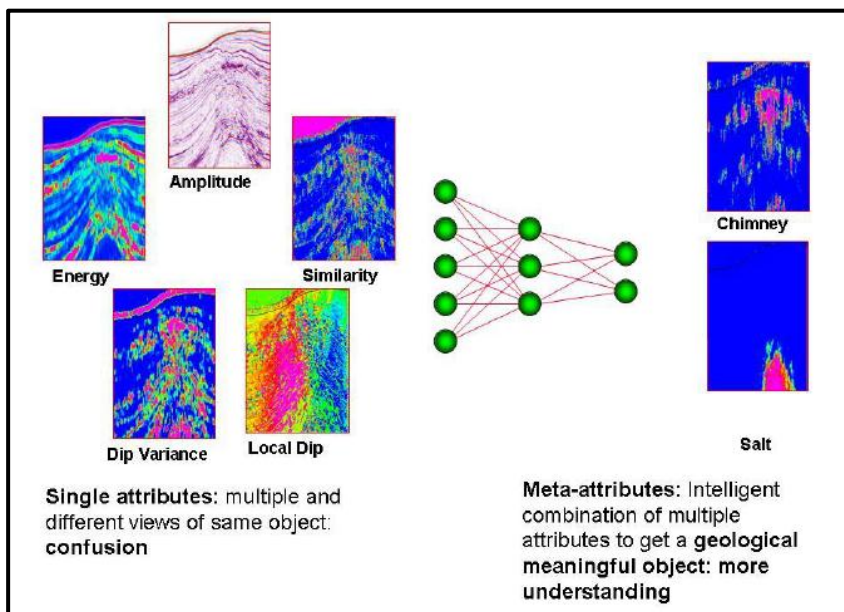 Amplitude
Energy
Similarity
Dip Variance
Local Dip
Single attributes: multiple and
different views of same object:
confusion
Chimney
Salt
Meta-attributes: Intelligent
combination of multiple
attributes to get a geological
meaningful object: more
understanding